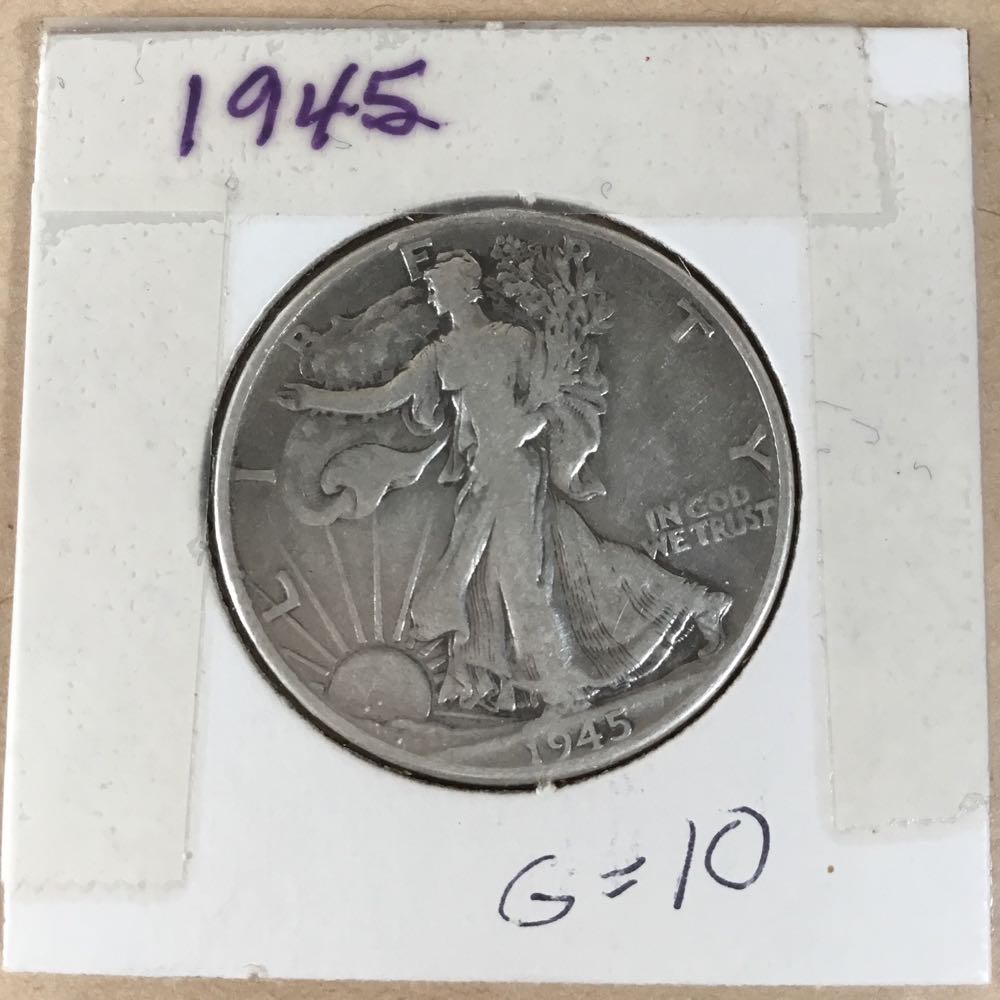 1945
LIBERTY
IN GOD
WE TRUST
1945
G=10